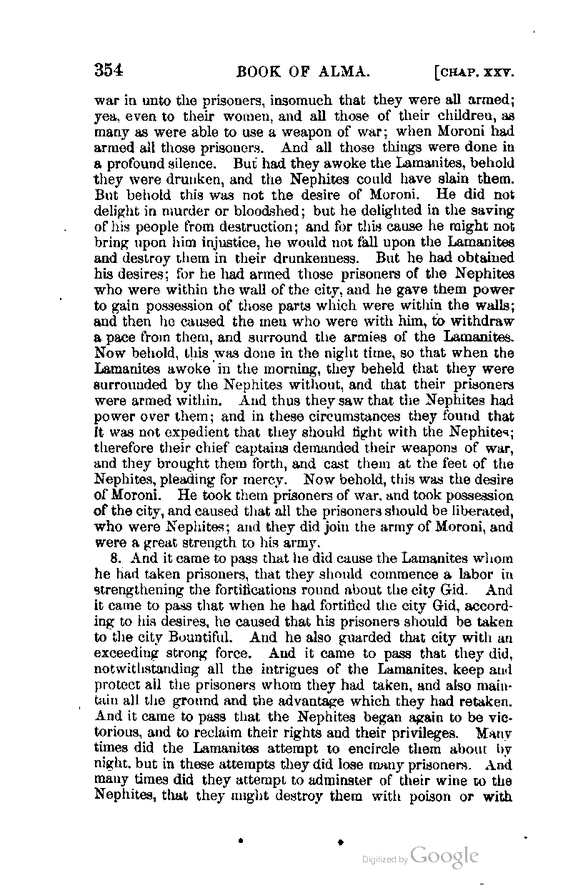 354 BOOK OF ALMA. [CHAP. XXV.
war in unto the prisoners, insomuch that they were all armed;
yea, even to their women, and all those of their children, as
many as were able to use a weapon of war; when Moroni had
armed all those prisoners. And all those things were done in
a profound silence. But had they awoke the Lamanites, behold
they were drunken, and the Nephites could have slain them.
But behold this was not the desire of Moroni. He did not
delight in murder or bloodshed; but he delighted in the saving
of his people from destruction; and for this cause he might not
bring upon him injustice, he would not fall upon the Lamanites
and destroy them in their drunkenness. But he had obtained
his desires; for he had armed those prisoners of the Nephites
who were within the wall of the city, and he gave them power
to gain possession of those parts which were within the walls;
and then he caused the men who were with him, to withdraw
a pace from them, and surround the armies of the Lamanites.
Now behold, this was done in the night time, so that when the
Lamanites awoke in the morning, they beheld that they were
surrounded by the Nephites without, and that their prisoners
were armed within. And thus they saw that the Nephites had
power over them; and in these circumstances they found that
it was not expedient that they should fight with the Nephites;
therefore their chief captains demanded their weapons of war,
and they brought them forth, and cast them at the feet of the
Nephites, pleading for mercy. Now behold, this was the desire
of Moroni. He took them prisoners of war, and took possession
of the city, and caused that all the prisoners should be liberated,
who were Nephites; and they did join the army of Moroni, and
were a great strength to his army.
8. And it came to pass that he did cause the Lamanites whom
he had taken prisoners, that they should commence a labor in
strengthening the fortifications round about the city Gid. And
it came to pass that when he had fortified the city Gid, accord-
ing to his desires, he caused that his prisoners should be taken
to the city Bountiful. And he also guarded that city with an
exceeding strong force. And it came to pass that they did,
notwithstanding all the intrigues of the Lamanites, keep and
protect all the prisoners whom they had taken, and also main-
tain all the ground and the advantage which they had retaken.
And it came to pass that the Nephites began again to be vic-
torious, and to reclaim their rights and their privileges. Many
times did the Lamanites attempt to encircle them about by
night, but in these attempts they did lose many prisoners. And
many times did they attempt to adminster of their wine to the
Nephites, that they might destroy them with poison or with
Digitized by Google